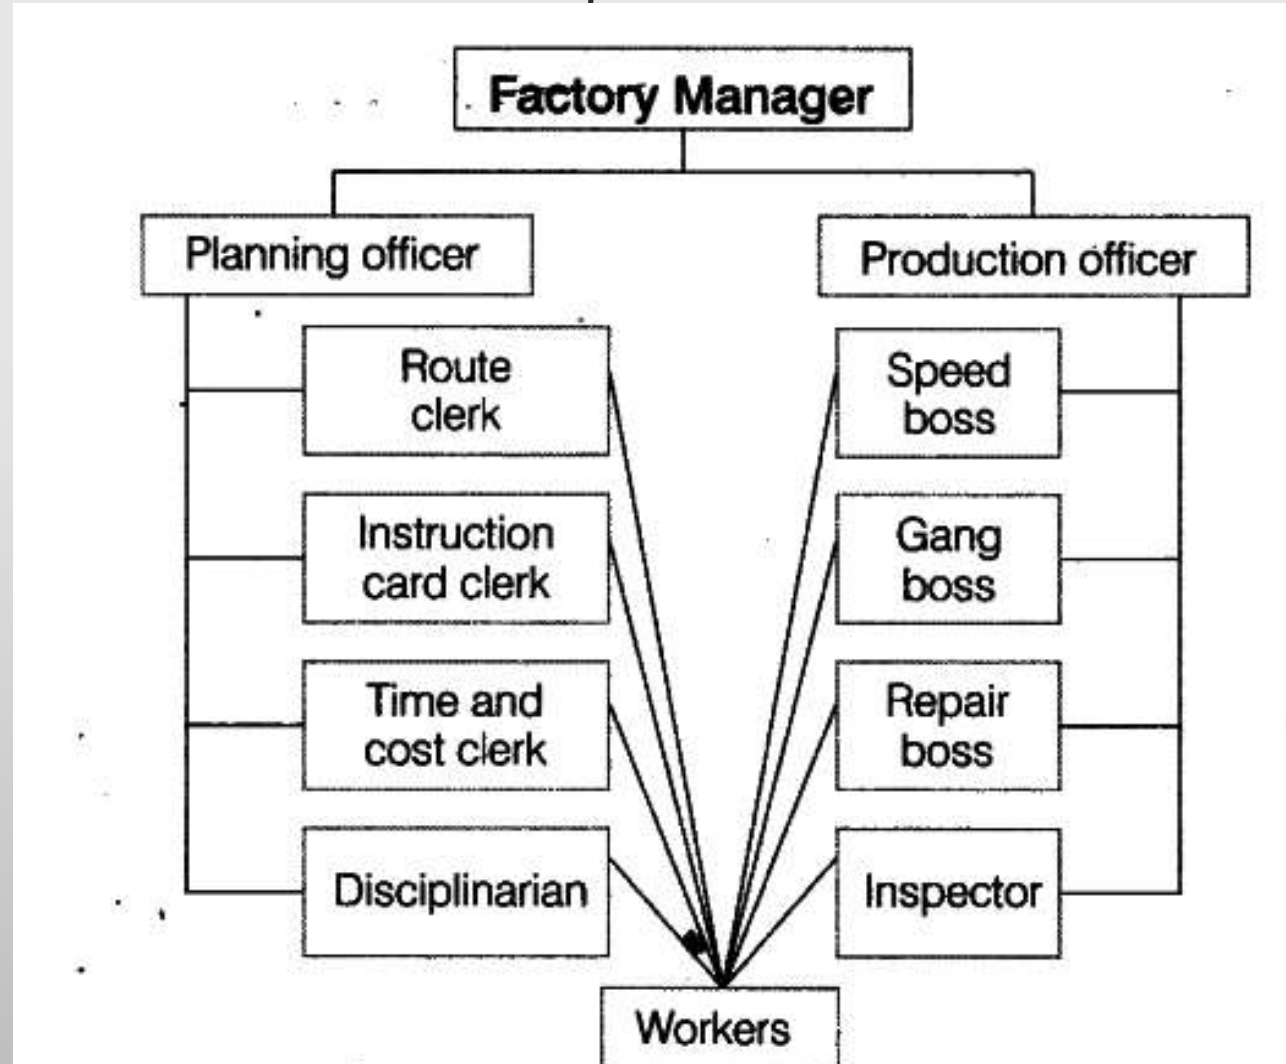 Factory Manager
Planning officer
Production officer
Route
clerk
Speed
boss
Instruction
card clerk
Gang
boss
Time and
cost clerk
Repair
boss
Disciplinarian
Inspector
Workers